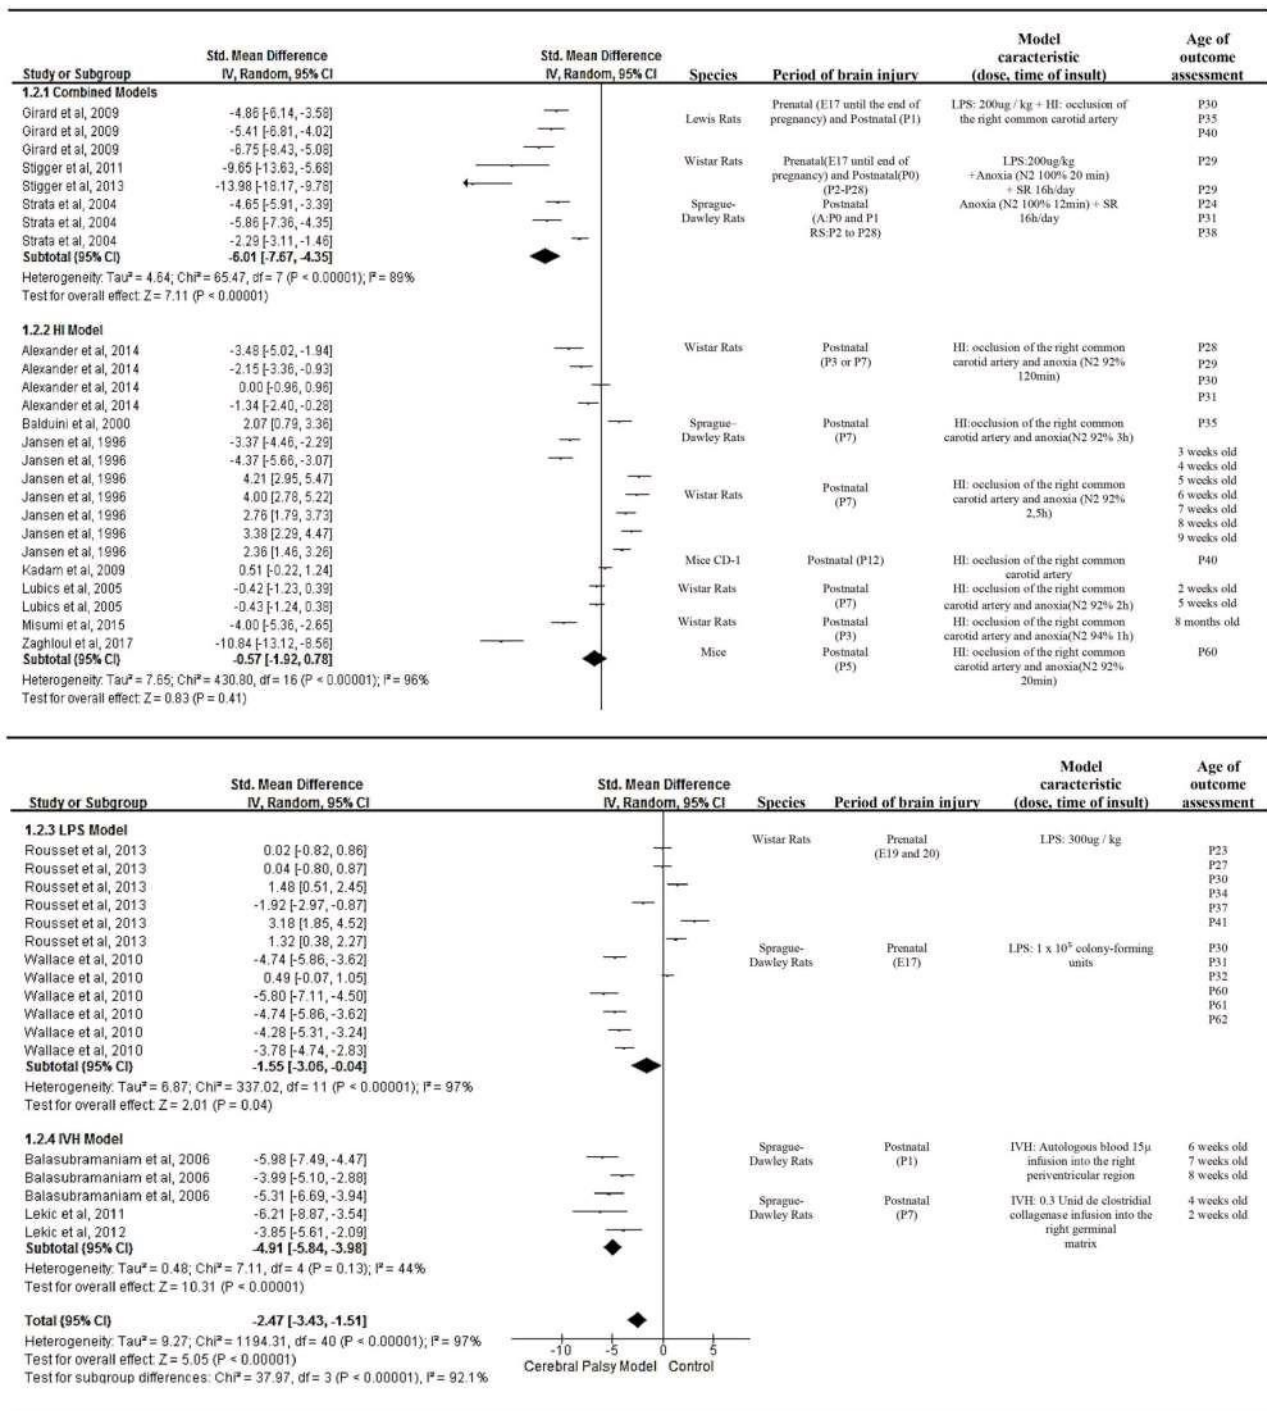 Std. Mean Difference Std. Mean Difference Model caracteristic Age of outcome
Study or Subgroup IV, Random, 95% CI IV, Random, 95% CI Species Period of brain injury (dose, time of insult) assessment
1.2.1 Combined Models
Girard et al, 2009 -4.86 [-6.14, -3.58] Prenatal (E17 until the end of LPS: 200ug / kg + HI: occlusion of P30
Girard et al, 2009 -5.41 [-6.81, -4.02] Lewis Rats pregnancy) and Postnatal (P1) the right common carotid artery P35
Girard et al, 2009 -6.75 [-8.43, -5.08] P40
Stigger et al, 2011 -9.65 [-13.63, -5.68] Wistar Rats Prenatal(E17 until end of LPS:200ug/kg P29
Stigger et al, 2013 -13.98 [-18.17, -9.78] pregnancy) and Postnatal(P0) +Anoxia (N2 100% 20 min)
(P2-P28) + SR 16h/day P29
Strata et al, 2004 -4.65 [-5.91, -3.39] Sprague- Postnatal Anoxia (N2 100% 12min) + SR P24
Strata et al, 2004 -5.86 [-7.36, -4.35] Dawley Rats (A:P0 and P1 16h/day P31
Strata et al, 2004 -2.29 [-3.11, -1.46] RS:P2 to P28) P38
Subtotal (95% CI) -6.01 [-7.67, -4.35]
Heterogeneity: Tau² = 4.64; Chi² = 65.47, df = 7 (P < 0.00001); I² = 89%
Test for overall effect: Z = 7.11 (P < 0.00001)
1.2.2 HI Model
Alexander et al, 2014 -3.48 [-5.02, -1.94] Wistar Rats Postnatal HI: occlusion of the right common P28
Alexander et al, 2014 -2.15 [-3.36, -0.93] (P3 or P7) carotid artery and anoxia (N2 92% P29
Alexander et al, 2014 0.00 [-0.96, 0.96] 120min) P30
Alexander et al, 2014 -1.34 [-2.40, -0.28] P31
Balduini et al, 2000 2.07 [0.79, 3.36] Sprague- Postnatal HI:occlusion of the right common P35
Jansen et al, 1996 -3.37 [-4.46, -2.29] Dawley Rats (P7) carotid artery and anoxia(N2 92% 3h) 3 weeks old
Jansen et al, 1996 -4.37 [-5.66, -3.07] 4 weeks old
Jansen et al, 1996 4.21 [2.95, 5.47] HI: occlusion of the right common 5 weeks old
Jansen et al, 1996 4.00 [2.78, 5.22] Wistar Rats Postnatal carotid artery and anoxia (N2 92% 6 weeks old
Jansen et al, 1996 2.76 [1.79, 3.73] (P7) 2,5h) 7 weeks old
Jansen et al, 1996 3.38 [2.29, 4.47] 8 weeks old
Jansen et al, 1996 2.36 [1.46, 3.26] 9 weeks old
Kadam et al, 2009 0.51 [-0.22, 1.24] Mice CD-1 Postnatal (P12) HI: occlusion of the right common P40
carotid artery
Lubics et al, 2005 -0.42 [-1.23, 0.39] Wistar Rats Postnatal HI: occlusion of the right common 2 weeks old
Lubics et al, 2005 -0.43 [-1.24, 0.38] (P7) carotid artery and anoxia(N2 92% 2h) 5 weeks old
Misumi et al, 2015 -4.00 [-5.36, -2.65] Wistar Rats Postnatal HI: occlusion of the right common 8 months old
Zaghloul et al, 2017 -10.84 [-13.12, -8.56] (P3) carotid artery and anoxia(N2 94% 1h)
Subtotal (95% CI) -0.57 [-1.92, 0.78] Mice Postnatal HI: occlusion of the right common P60
(P5) carotid artery and anoxia(N2 92%
20min)
Heterogeneity: Tau² = 7.65; Chi² = 430.80, df = 16 (P < 0.00001); I² = 96%
Test for overall effect: Z = 0.83 (P = 0.41)
Std. Mean Difference Std. Mean Difference Model caracteristic Age of outcome
Study or Subgroup IV, Random, 95% CI IV, Random, 95% CI Species Period of brain injury (dose, time of insult) assessment
1.2.3 LPS Model
Rousset et al, 2013 0.02 [-0.82, 0.86] Wistar Rats Prenatal LPS: 300ug / kg P23
Rousset et al, 2013 0.04 [-0.80, 0.87] (E19 and 20) P27
Rousset et al, 2013 1.48 [0.51, 2.45] P30
Rousset et al, 2013 -1.92 [-2.97, -0.87] P34
Rousset et al, 2013 3.18 [1.85, 4.52] P37
Rousset et al, 2013 1.32 [0.38, 2.27] P41
Wallace et al, 2010 -4.74 [-5.86, -3.62] Sprague- Prenatal LPS: 1 x 10⁵ colony-forming P30
Wallace et al, 2010 0.49 [-0.07, 1.05] Dawley Rats (E17) units P31
Wallace et al, 2010 -5.80 [-7.11, -4.50] P32
Wallace et al, 2010 -4.74 [-5.86, -3.62] P60
Wallace et al, 2010 -4.28 [-5.31, -3.24] P61
Wallace et al, 2010 -3.78 [-4.74, -2.83] P62
Subtotal (95% CI) -1.55 [-3.06, -0.04]
Heterogeneity: Tau² = 6.87; Chi² = 337.02, df = 11 (P < 0.00001); I² = 97%
Test for overall effect: Z = 2.01 (P = 0.04)
1.2.4 IVH Model
Balasubramaniam et al, 2006 -5.98 [-7.49, -4.47] Sprague- Postnatal IVH: Autologous blood 15μ 6 weeks old
Balasubramaniam et al, 2006 -3.99 [-5.10, -2.88] Dawley Rats (P1) infusion into the right 7 weeks old
Balasubramaniam et al, 2006 -5.31 [-6.69, -3.94] periventricular region 8 weeks old
Lekic et al, 2011 -6.21 [-8.87, -3.54] Sprague- Postnatal IVH: 0.3 Unid de clostridial 4 weeks old
Lekic et al, 2012 -3.85 [-5.61, -2.09] Dawley Rats (P7) collagenase infusion into the 2 weeks old
right germinal
Subtotal (95% CI) -4.91 [-5.84, -3.98] matrix
Heterogeneity: Tau² = 0.48; Chi² = 7.11, df = 4 (P = 0.13); I² = 44%
Test for overall effect: Z = 10.31 (P < 0.00001)
Total (95% CI) -2.47 [-3.43, -1.51]
Heterogeneity: Tau² = 9.27; Chi² = 1194.31, df = 40 (P < 0.00001); I² = 97%
Test for overall effect: Z = 5.05 (P < 0.00001)
Test for subgroup differences: Chi² = 37.97, df = 3 (P < 0.00001), I² = 92.1%
-10 -5 0 5
Cerebral Palsy Model Control